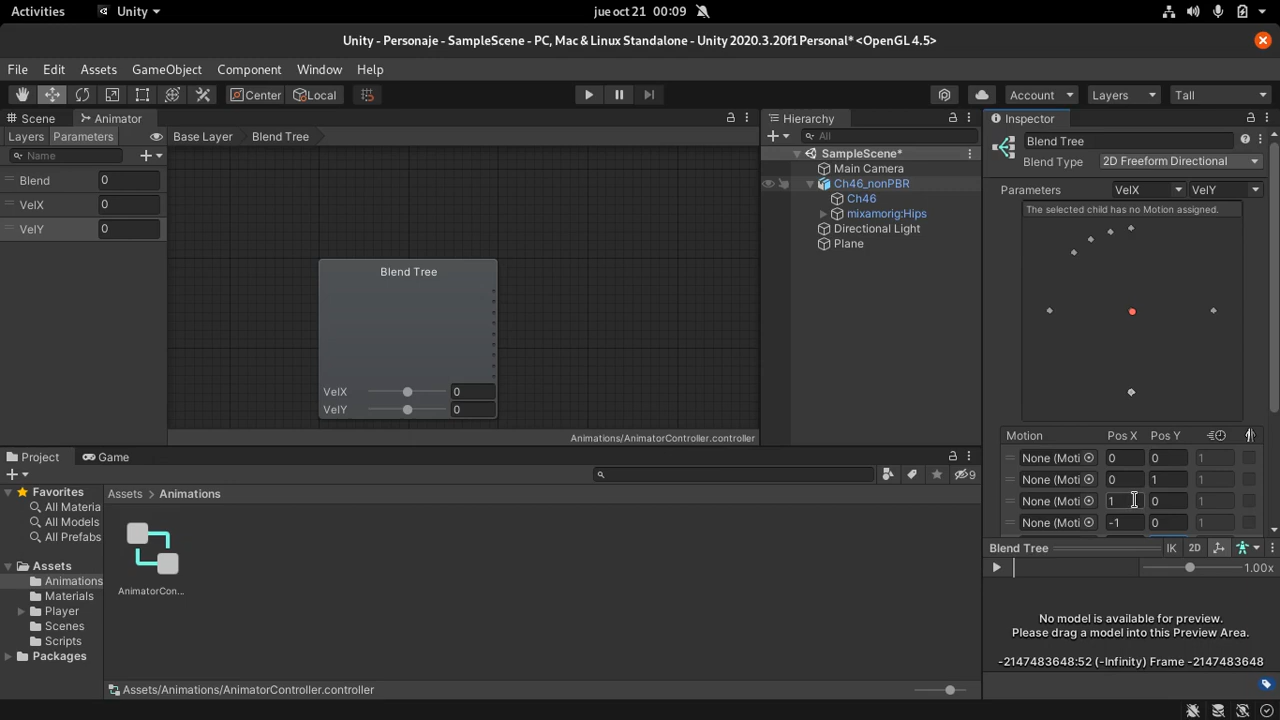 Activities Unity jue oct 21 00:09
Unity - Personaje - SampleScene - PC, Mac & Linux Standalone - Unity 2020.3.20f1 Personal* <OpenGL 4.5>
File Edit Assets GameObject Component Window Help
Center Local Account Layers Tall
Scene Animator
Layers Parameters Base Layer Blend Tree
Name
Blend 0
VelX 0
VelY 0
Blend Tree
VelX 0
VelY 0
Animations/AnimatorController.controller
Hierarchy
All
SampleScene*
Main Camera
Ch46_nonPBR
Ch46
mixamorig:Hips
Directional Light
Plane
Inspector
Blend Tree
Blend Type 2D Freeform Directional
Parameters VelX VelY
The selected child has no Motion assigned.
Motion Pos X Pos Y
None (Moti 0 0 1
None (Moti 0 1 1
None (Moti 1 0 1
None (Moti -1 0 1
Blend Tree IK 2D
1.00x
No model is available for preview.
Please drag a model into this Preview Area.
-2147483648:52 (-Infinity) Frame -2147483648
Project Game
9
Favorites
All Materia
All Models
All Prefabs
Assets
Animations
Materials
Player
Scenes
Scripts
Packages
Assets Animations
AnimatorCon...
Assets/Animations/AnimatorController.controller